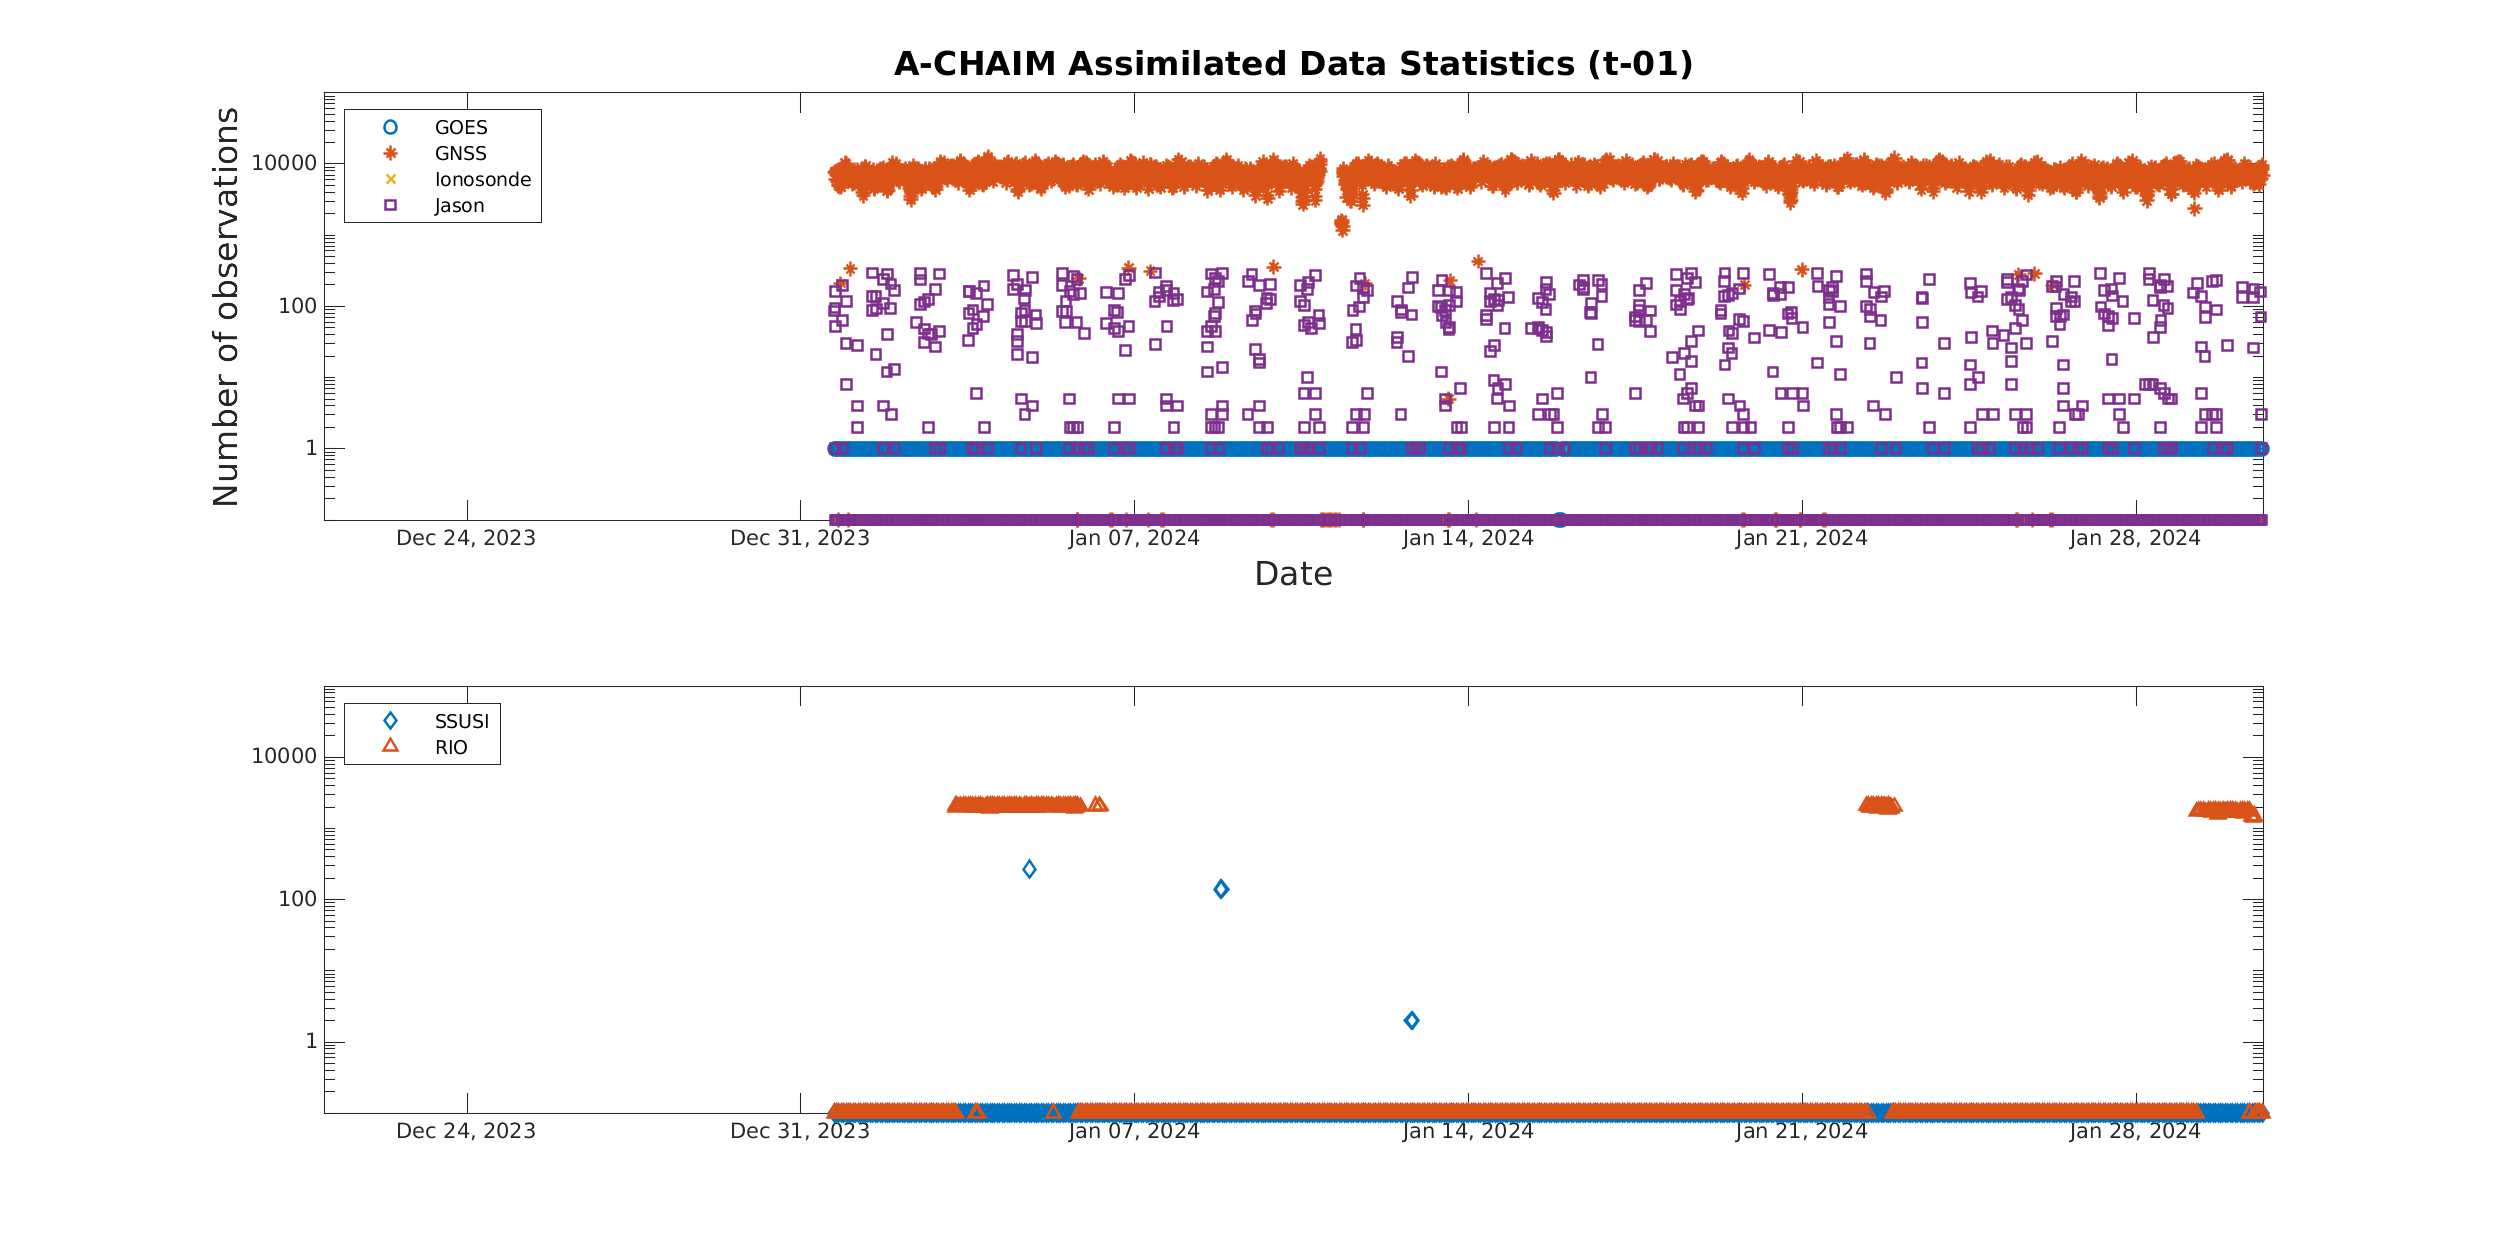 A-CHAIM Assimilated Data Statistics (t-01)
Number of observations
GOES
GNSS
Ionosonde
Jason
10000
100
1
Dec 24, 2023
Dec 31, 2023
Jan 07, 2024
Jan 14, 2024
Jan 21, 2024
Jan 28, 2024
Date
SSUSI
RIO
10000
100
1
Dec 24, 2023
Dec 31, 2023
Jan 07, 2024
Jan 14, 2024
Jan 21, 2024
Jan 28, 2024